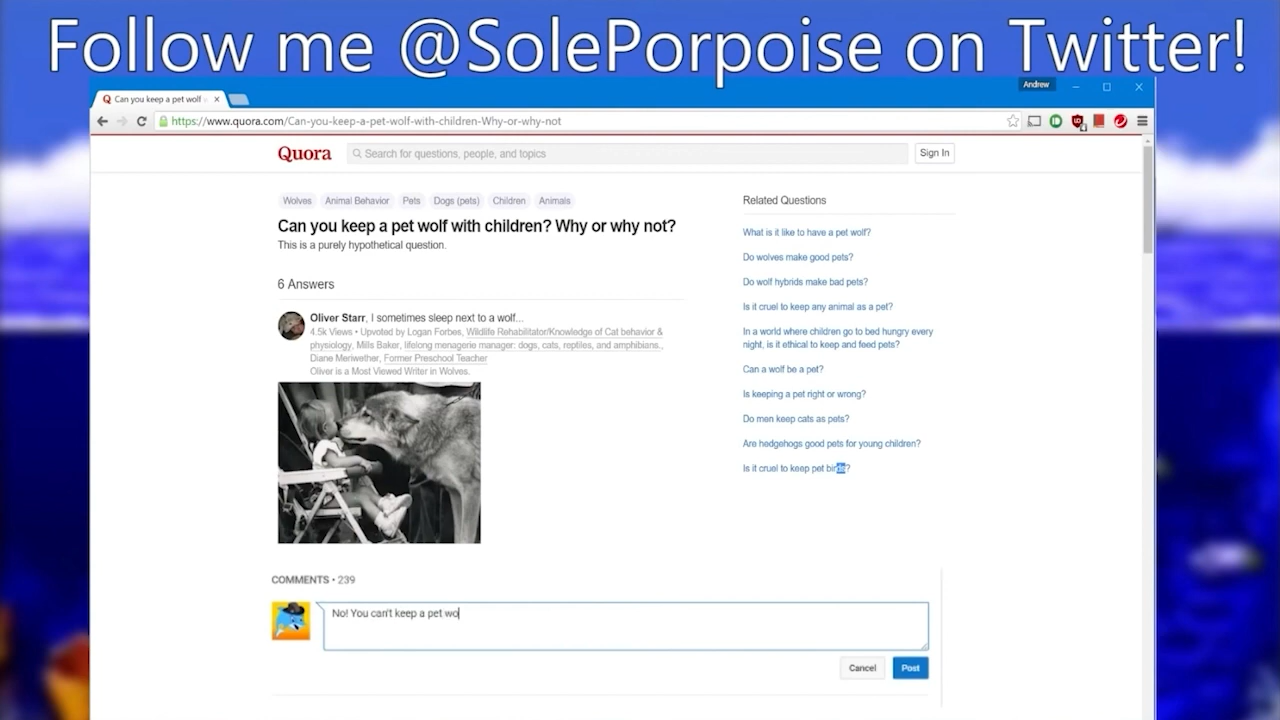 Follow me @SolePorpoise on Twitter!
Andrew
Can you keep a pet wolf
https://www.quora.com/Can-you-keep-a-pet-wolf-with-children-Why-or-why-not
Quora
Search for questions, people, and topics
Sign In
Wolves Animal Behavior Pets Dogs (pets) Children Animals
Can you keep a pet wolf with children? Why or why not?
This is a purely hypothetical question.
6 Answers
Oliver Starr, I sometimes sleep next to a wolf...
4.5k Views • Upvoted by Logan Forbes, Wildlife Rehabilitator/Knowledge of Cat behavior &
physiology, Mills Baker, lifelong menagerie manager: dogs, cats, reptiles, and amphibians.,
Diane Meriwether, Former Preschool Teacher
Oliver is a Most Viewed Writer in Wolves.
Related Questions
What is it like to have a pet wolf?
Do wolves make good pets?
Do wolf hybrids make bad pets?
Is it cruel to keep any animal as a pet?
In a world where children go to bed hungry every
night, is it ethical to keep and feed pets?
Can a wolf be a pet?
Is keeping a pet right or wrong?
Do men keep cats as pets?
Are hedgehogs good pets for young children?
Is it cruel to keep pet birds?
COMMENTS • 239
No! You can't keep a pet wo
Cancel
Post